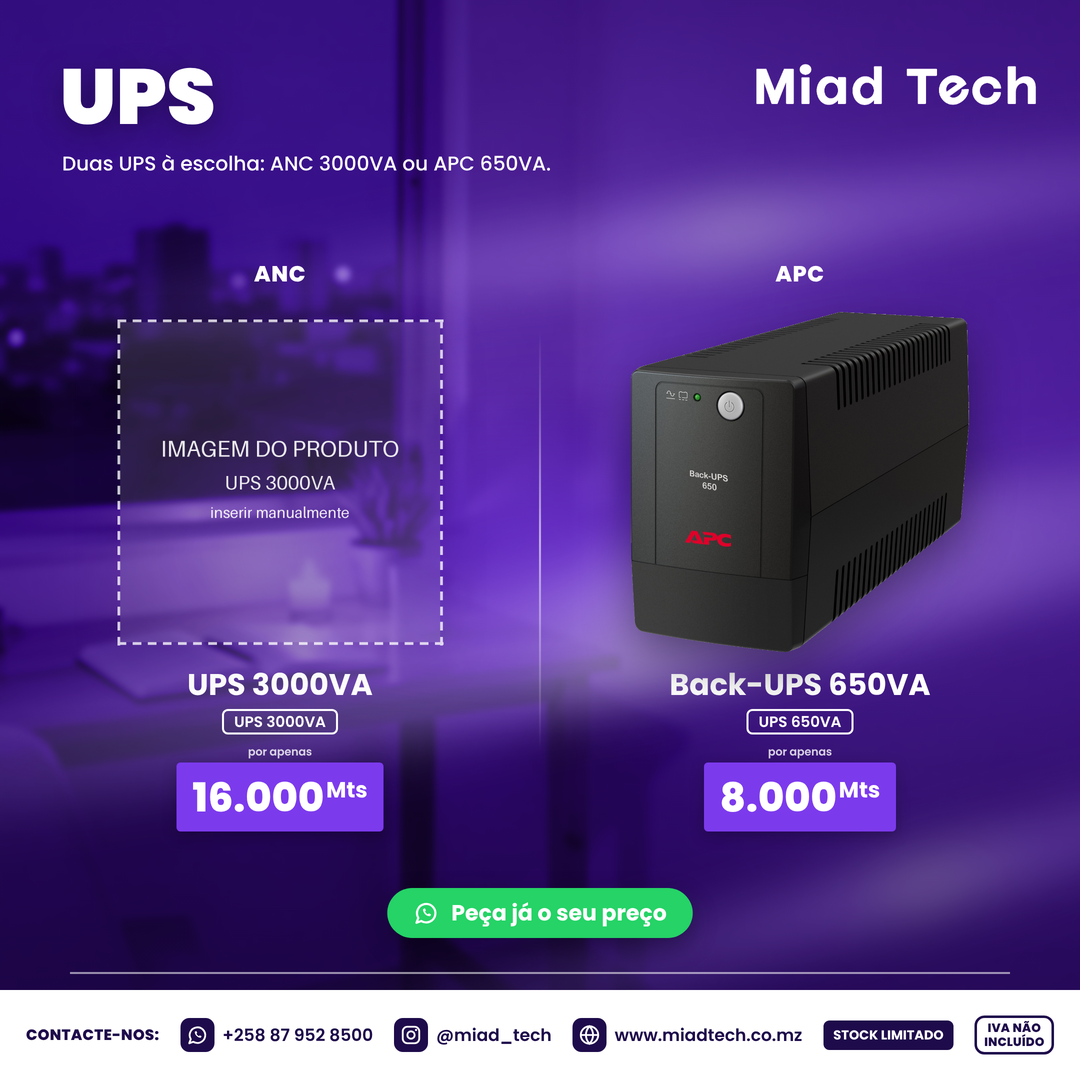 UPS
Miad Tech
Duas UPS à escolha: ANC 3000VA ou APC 650VA.
ANC
IMAGEM DO PRODUTO
UPS 3000VA
inserir manualmente
UPS 3000VA
UPS 3000VA
por apenas
16.000Mts
APC
Back-UPS
650
APC
Back-UPS 650VA
UPS 650VA
por apenas
8.000Mts
Peça já o seu preço
CONTACTE-NOS:
+258 87 952 8500
@miad_tech
www.miadtech.co.mz
STOCK LIMITADO
IVA NÃO
INCLUÍDO